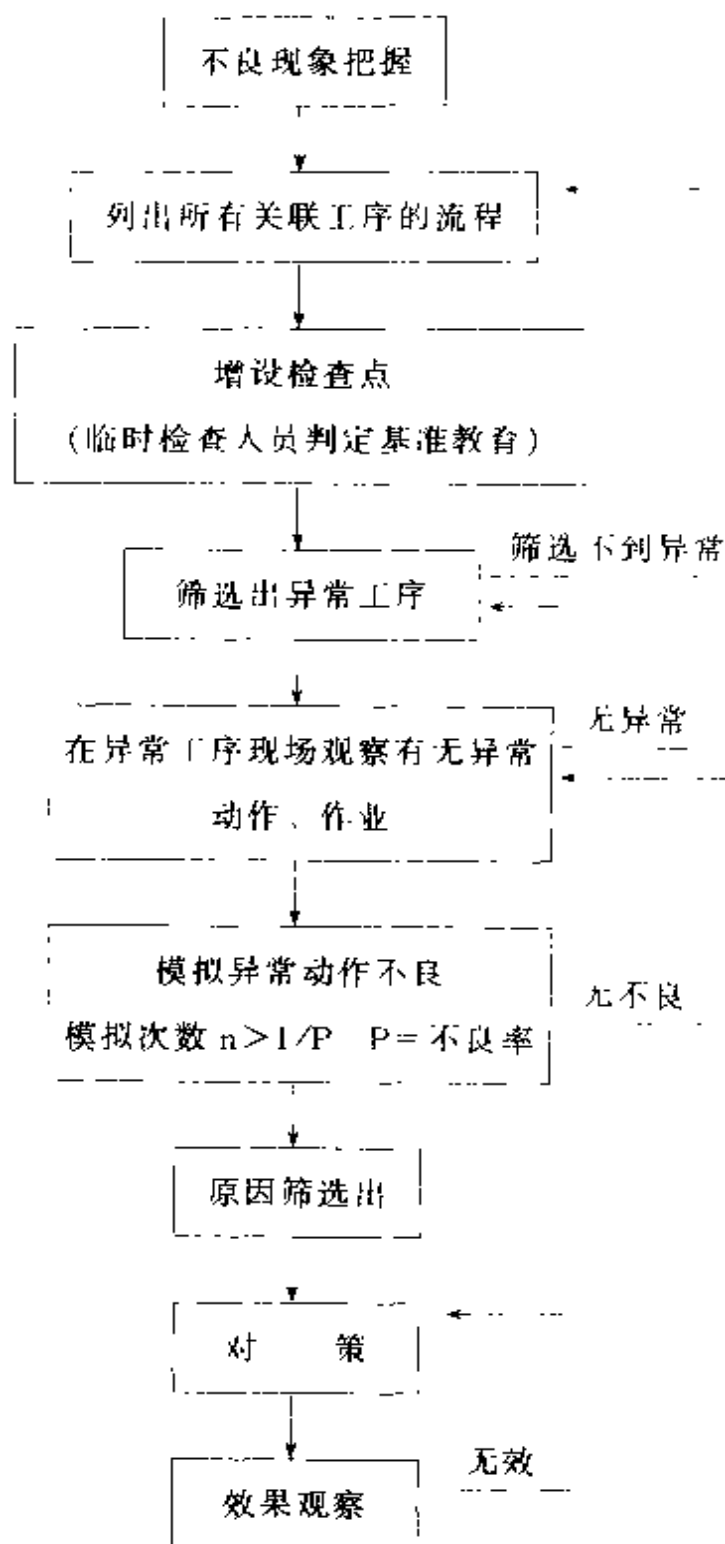 不良现象把握
列出所有关联工序的流程
增设检查点
(临时检查人员判定基准教育)
筛选不到异常
筛选出异常工序
无异常
在异常工序现场观察有无异常
动作、作业
模拟异常动作不良
无不良
模拟次数 n>1/P P=不良率
原因筛选出
对 策
无效
效果观察